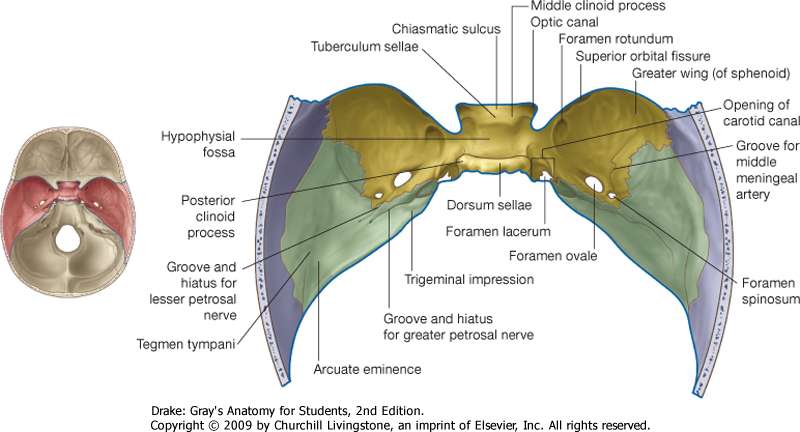 Middle clinoid process
Chiasmatic sulcus
Optic canal
Tuberculum sellae
Foramen rotundum
Superior orbital fissure
Greater wing (of sphenoid)
Opening of
carotid canal
Hypophysial
fossa
Groove for
middle
meningeal
artery
Posterior
clinoid
process
Dorsum sellae
Foramen lacerum
Foramen ovale
Groove and
hiatus for
lesser petrosal
nerve
Trigeminal impression
Foramen
spinosum
Groove and hiatus
for greater petrosal nerve
Tegmen tympani
Arcuate eminence
Drake: Gray's Anatomy for Students, 2nd Edition.
Copyright © 2009 by Churchill Livingstone, an imprint of Elsevier, Inc. All rights reserved.